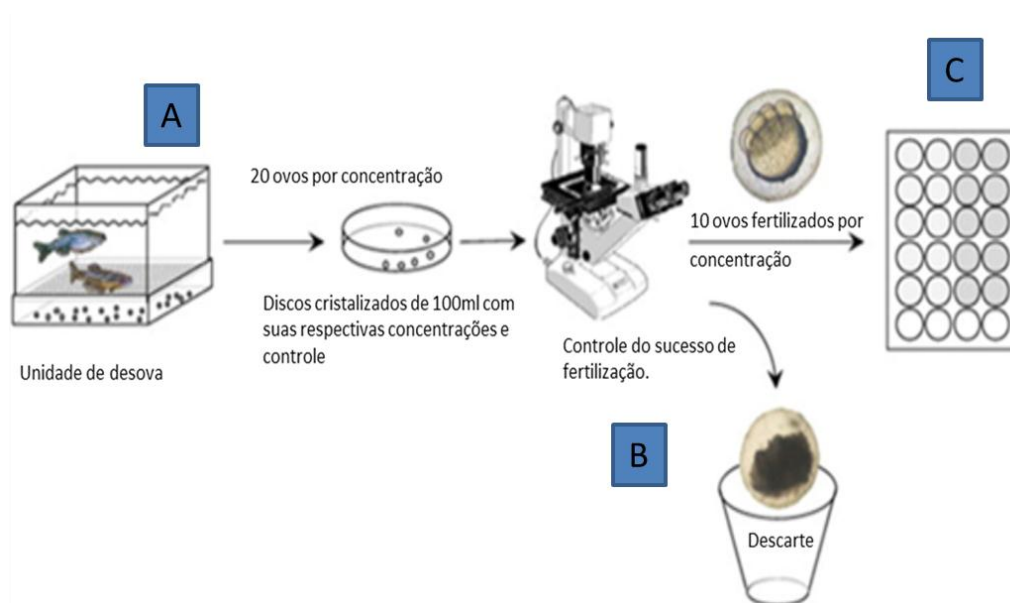 A
C
20 ovos por concentração
10 ovos fertilizados por
concentração
Discos cristalizados de 100ml com
suas respectivas concentrações e
controle
Unidade de desova
Controle do sucesso de
fertilização.
B
Descarte